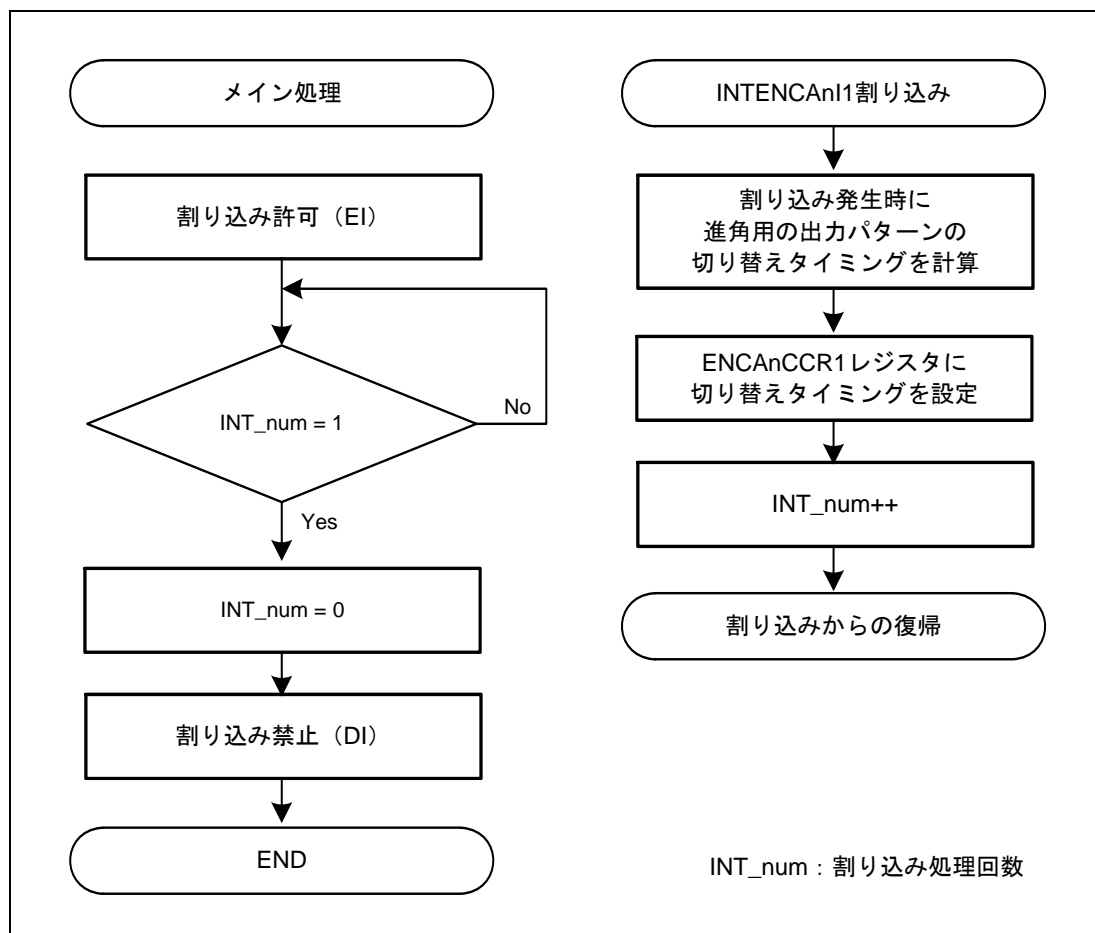 メイン処理
割り込み許可（EI）
INT_num = 1
No
Yes
INT_num = 0
割り込み禁止（DI）
END
INTENCAnI1割り込み
割り込み発生時に
進角用の出力パターンの
切り替えタイミングを計算
ENCAnCCR1レジスタに
切り替えタイミングを設定
INT_num++
割り込みからの復帰
INT_num：割り込み処理回数